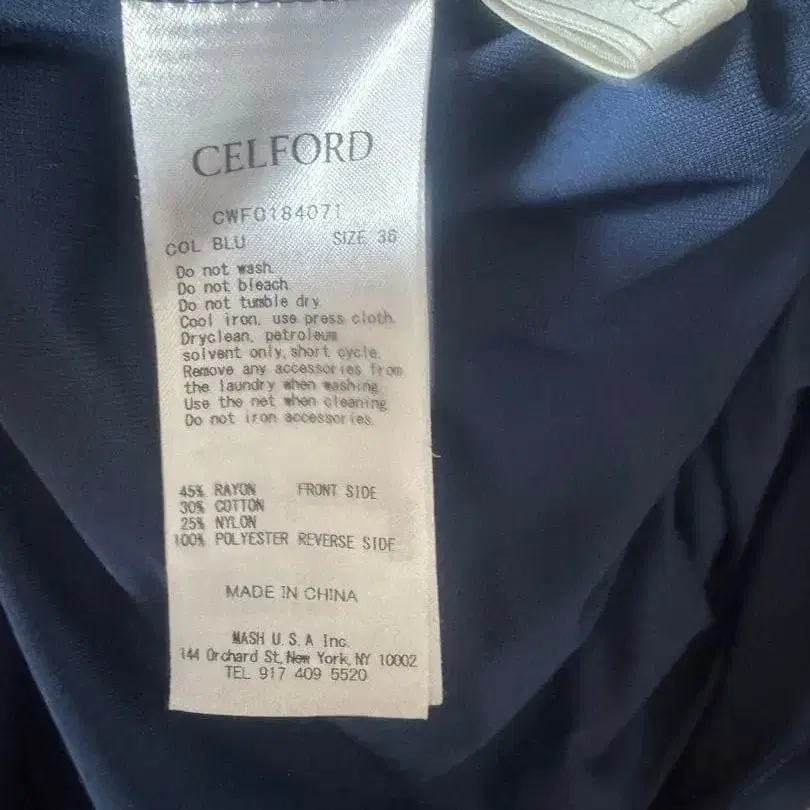 CELFORD
CWFO184071
COL BLU SIZE 36
Do not wash.
Do not bleach.
Do not tumble dry.
Cool iron, use press cloth.
Dryclean, petroleum
solvent only, short cycle.
Remove any accessories from
the laundry when washing.
Use the net when cleaning.
Do not iron accessories.
45% RAYON FRONT SIDE
30% COTTON
25% NYLON
100% POLYESTER REVERSE SIDE
MADE IN CHINA
MASH U.S.A Inc.
144 Orchard St, New York, NY 10002
TEL 917 409 5520